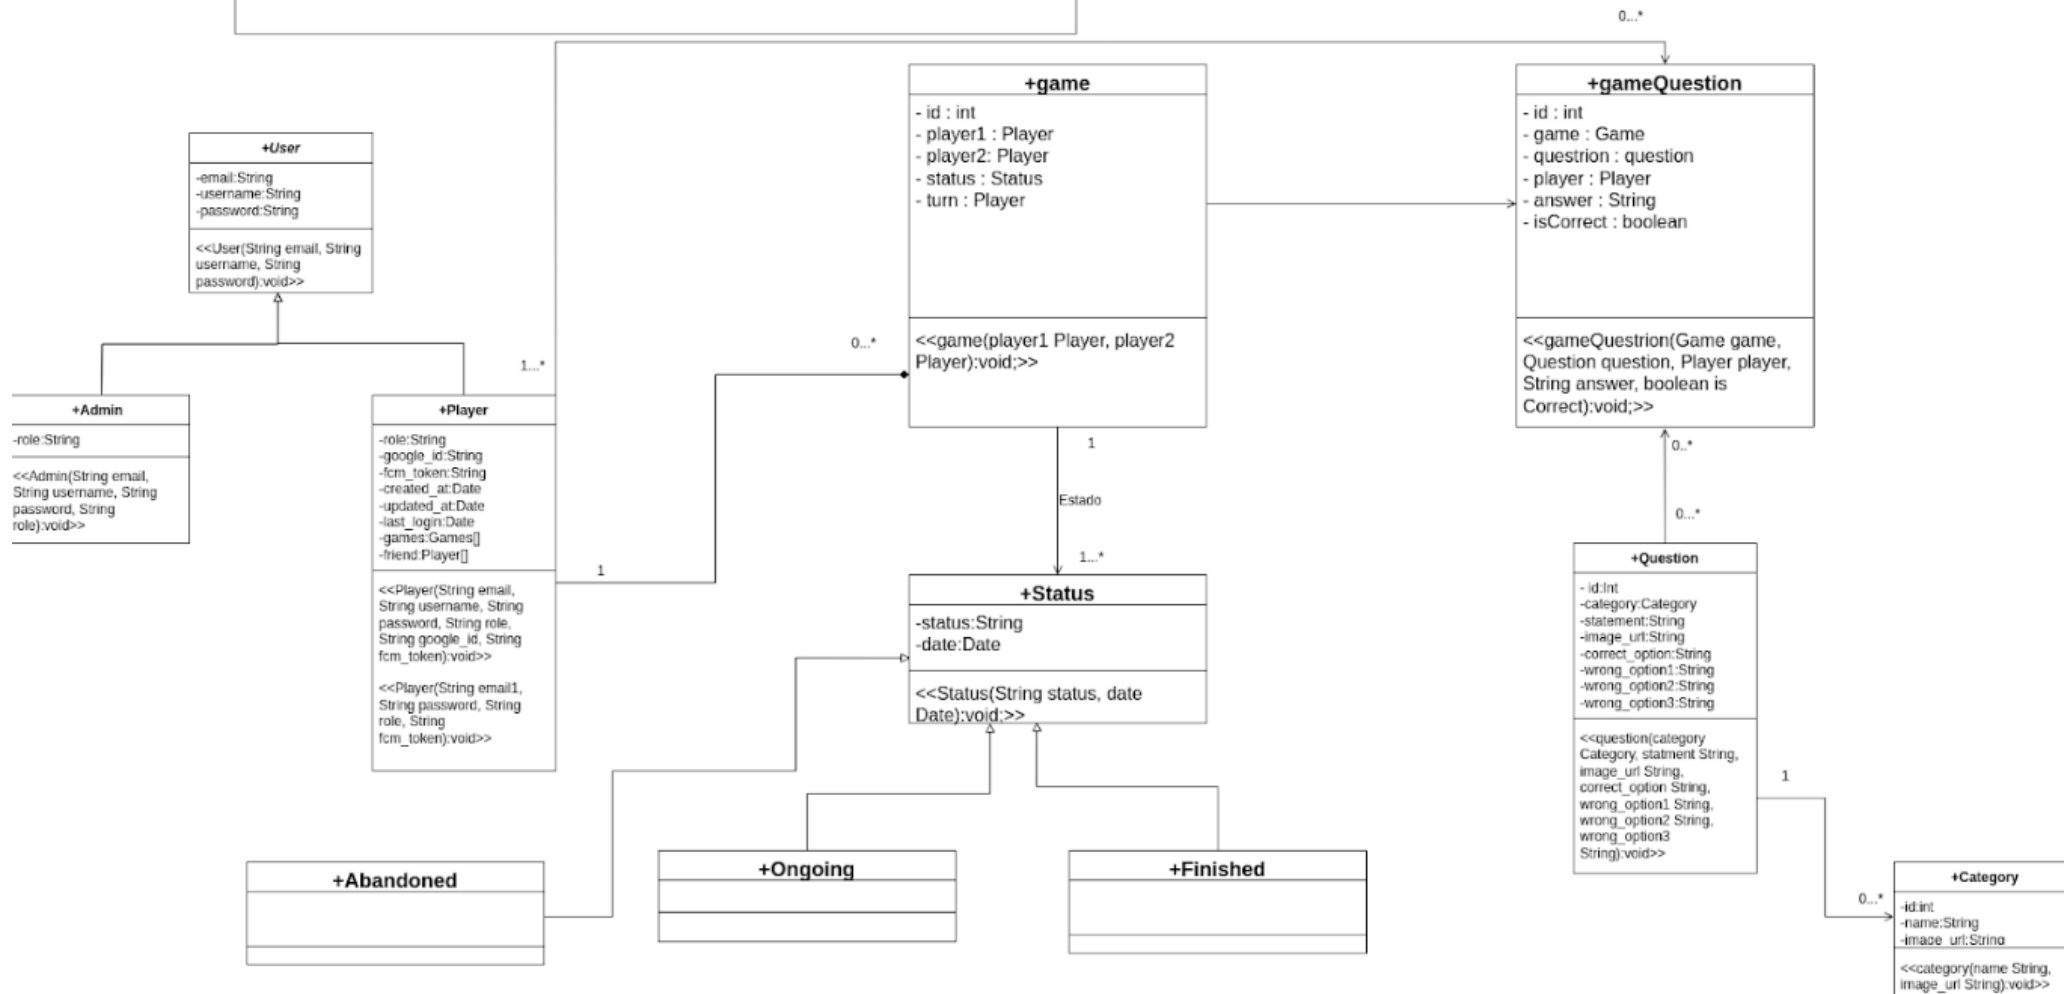 0...*
+game
- id : int
- player1 : Player
- player2: Player
- status : Status
- turn : Player
<<game(player1 Player, player2
Player):void;>>
+gameQuestion
- id : int
- game : Game
- questrion : question
- player : Player
- answer : String
- isCorrect : boolean
<<gameQuestrion(Game game,
Question question, Player player,
String answer, boolean is
Correct):void;>>
+User
-email:String
-username:String
-password:String
<<User(String email, String
username, String
password):void>>
0...*
1...*
+Admin
-role:String
<<Admin(String email,
String username, String
password, String
role):void>>
+Player
-role:String
-google_id:String
-fcm_token:String
-created_at:Date
-updated_at:Date
-last_login:Date
-games:Games[]
-friend:Player[]
<<Player(String email,
String username, String
password, String role,
String google_id, String
fcm_token):void>>
<<Player(String email1,
String password, String
role, String
fcm_token):void>>
1
1
Estado
1...*
0..*
0...*
+Status
-status:String
-date:Date
<<Status(String status, date
Date):void;>>
+Question
- id:Int
-category:Category
-statement:String
-image_url:String
-correct_option:String
-wrong_option1:String
-wrong_option2:String
-wrong_option3:String
<<question(category
Category, statment String,
image_url String,
correct_option String,
wrong_option1 String,
wrong_option2 String,
wrong_option3
String):void>>
1
0...*
+Abandoned
+Ongoing
+Finished
+Category
-id:int
-name:String
-image_url:String
<<category(name String,
image_url String):void>>